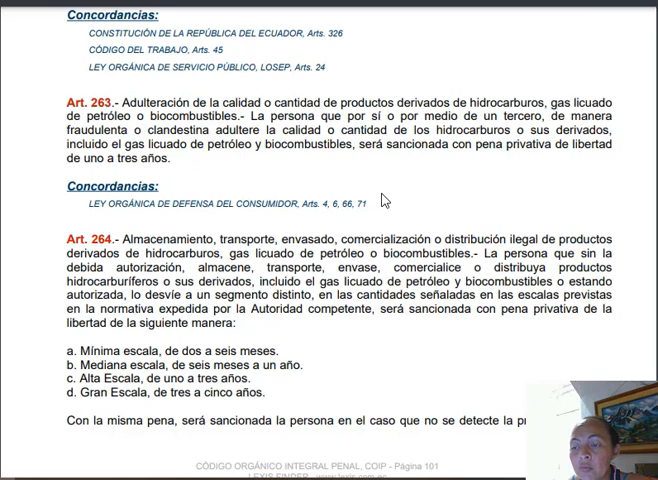 Concordancias:
CONSTITUCIÓN DE LA REPÚBLICA DEL ECUADOR, Arts. 326
CÓDIGO DEL TRABAJO, Arts. 45
LEY ORGÁNICA DE SERVICIO PÚBLICO, LOSEP, Arts. 24
Art. 263.- Adulteración de la calidad o cantidad de productos derivados de hidrocarburos, gas licuado
de petróleo o biocombustibles.- La persona que por sí o por medio de un tercero, de manera
fraudulenta o clandestina adultere la calidad o cantidad de los hidrocarburos o sus derivados,
incluido el gas licuado de petróleo y biocombustibles, será sancionada con pena privativa de libertad
de uno a tres años.
Concordancias:
LEY ORGÁNICA DE DEFENSA DEL CONSUMIDOR, Arts. 4, 6, 66, 71
Art. 264.- Almacenamiento, transporte, envasado, comercialización o distribución ilegal de productos
derivados de hidrocarburos, gas licuado de petróleo o biocombustibles.- La persona que sin la
debida autorización, almacene, transporte, envase, comercialice o distribuya productos
hidrocarburíferos o sus derivados, incluido el gas licuado de petróleo y biocombustibles o estando
autorizada, lo desvíe a un segmento distinto, en las cantidades señaladas en las escalas previstas
en la normativa expedida por la Autoridad competente, será sancionada con pena privativa de la
libertad de la siguiente manera:
a. Mínima escala, de dos a seis meses.
b. Mediana escala, de seis meses a un año.
c. Alta Escala, de uno a tres años.
d. Gran Escala, de tres a cinco años.
Con la misma pena, será sancionada la persona en el caso que no se detecte la
CÓDIGO ORGÁNICO INTEGRAL PENAL, COIP - Página 101
LEXIS FINDER - www.lexis.com.ec